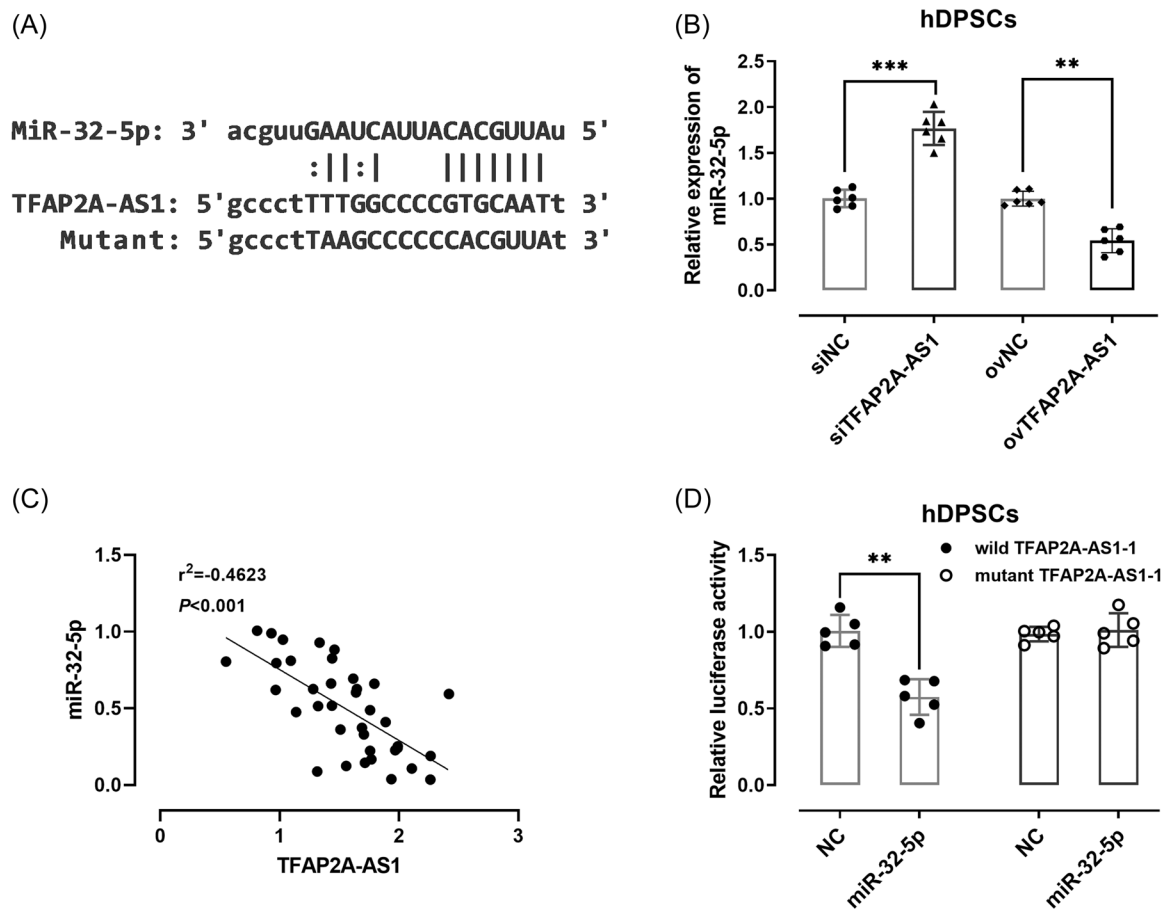 (A)
MiR-32-5p: 3' acguuGAAUCAUUACACGUUAu 5'
:||:| |||||||
TFAP2A-AS1: 5'gccctTTTGGCCCCGTGCAATt 3'
Mutant: 5'gccctTAAGCCCCCCACGUUAt 3'
(B)
hDPSCs
Relative expression of
miR-32-5p
2.5
2.0
1.5
1.0
0.5
0.0
***
**
siNC
siTFAP2A-AS1
ovNC
ovTFAP2A-AS1
(C)
miR-32-5p
1.5
1.0
0.5
0.0
r2=-0.4623
P<0.001
0
1
2
3
TFAP2A-AS1
(D)
hDPSCs
wild TFAP2A-AS1-1
mutant TFAP2A-AS1-1
Relative luciferase activity
1.5
1.0
0.5
0.0
**
NC
miR-32-5p
NC
miR-32-5p